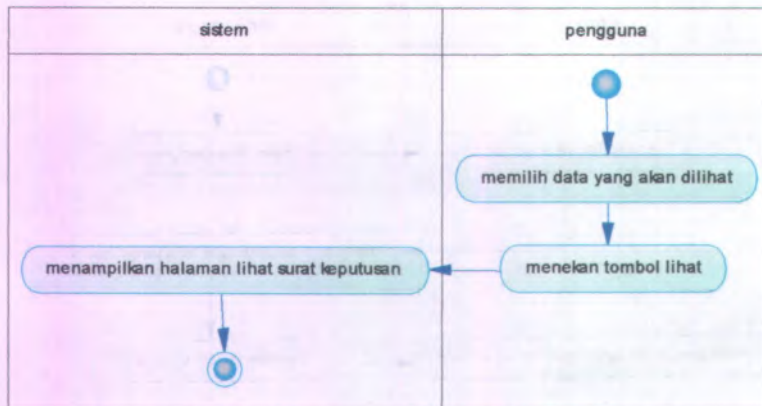 sistem
pengguna
memilih data yang akan dilihat
menampilkan halaman lihat surat keputusan
menekan tombol lihat